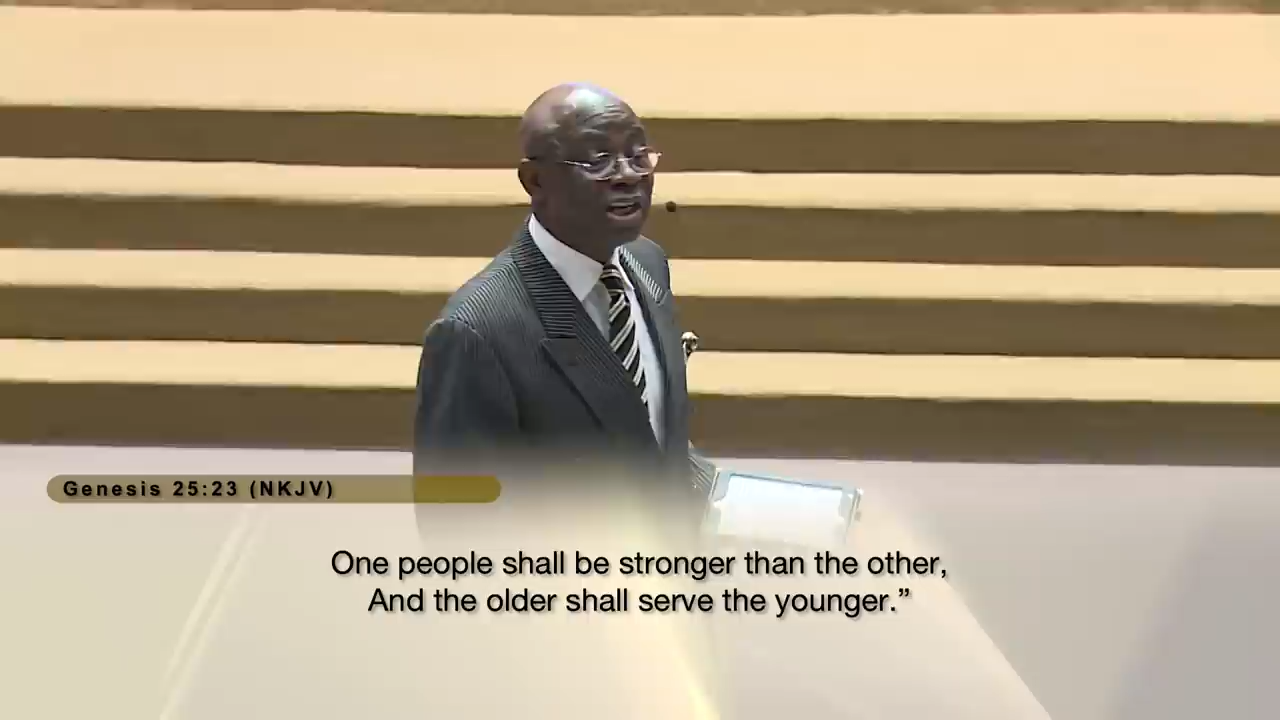 Genesis 25:23 (NKJV)
One people shall be stronger than the other,
And the older shall serve the younger.”